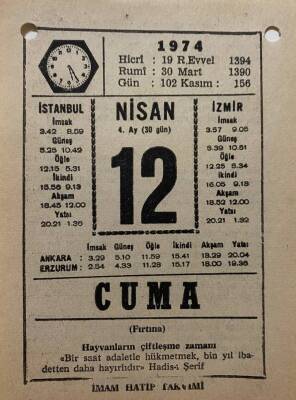 1974
Hicrî : 19 R.Evvel 1394
Rumî : 30 Mart 1390
Gün : 102 Kasım : 156
İSTANBUL
İmsak
3.42 8.59
Güneş
5.25 10.42
Öğle
12.15 5.31
İkindi
15.56 9.13
Akşam
18.45 12.00
Yatsı
20.21 1.35
NİSAN
4. Ay (30 gün)
12
İZMİR
İmsak
3.57 9.05
Güneş
5.39 10.51
Öğle
12.25 5.34
İkindi
16.05 9.13
Akşam
18.52 12.00
Yatsı
20.21 1.32
İmsak Güneş Öğle İkindi Akşam Yatsı
ANKARA : 3.29 5.10 11.59 15.41 18.29 20.04
ERZURUM : 2.54 4.33 11.28 15.17 18.00 19.36
CUMA
(Fırtına)
Hayvanların çiftleşme zamanı
«Bir saat adaletle hükmetmek, bin yıl iba-
detten daha hayırlıdır» Hadis-i Şerif
İMAM HATİP TAKVİMİ